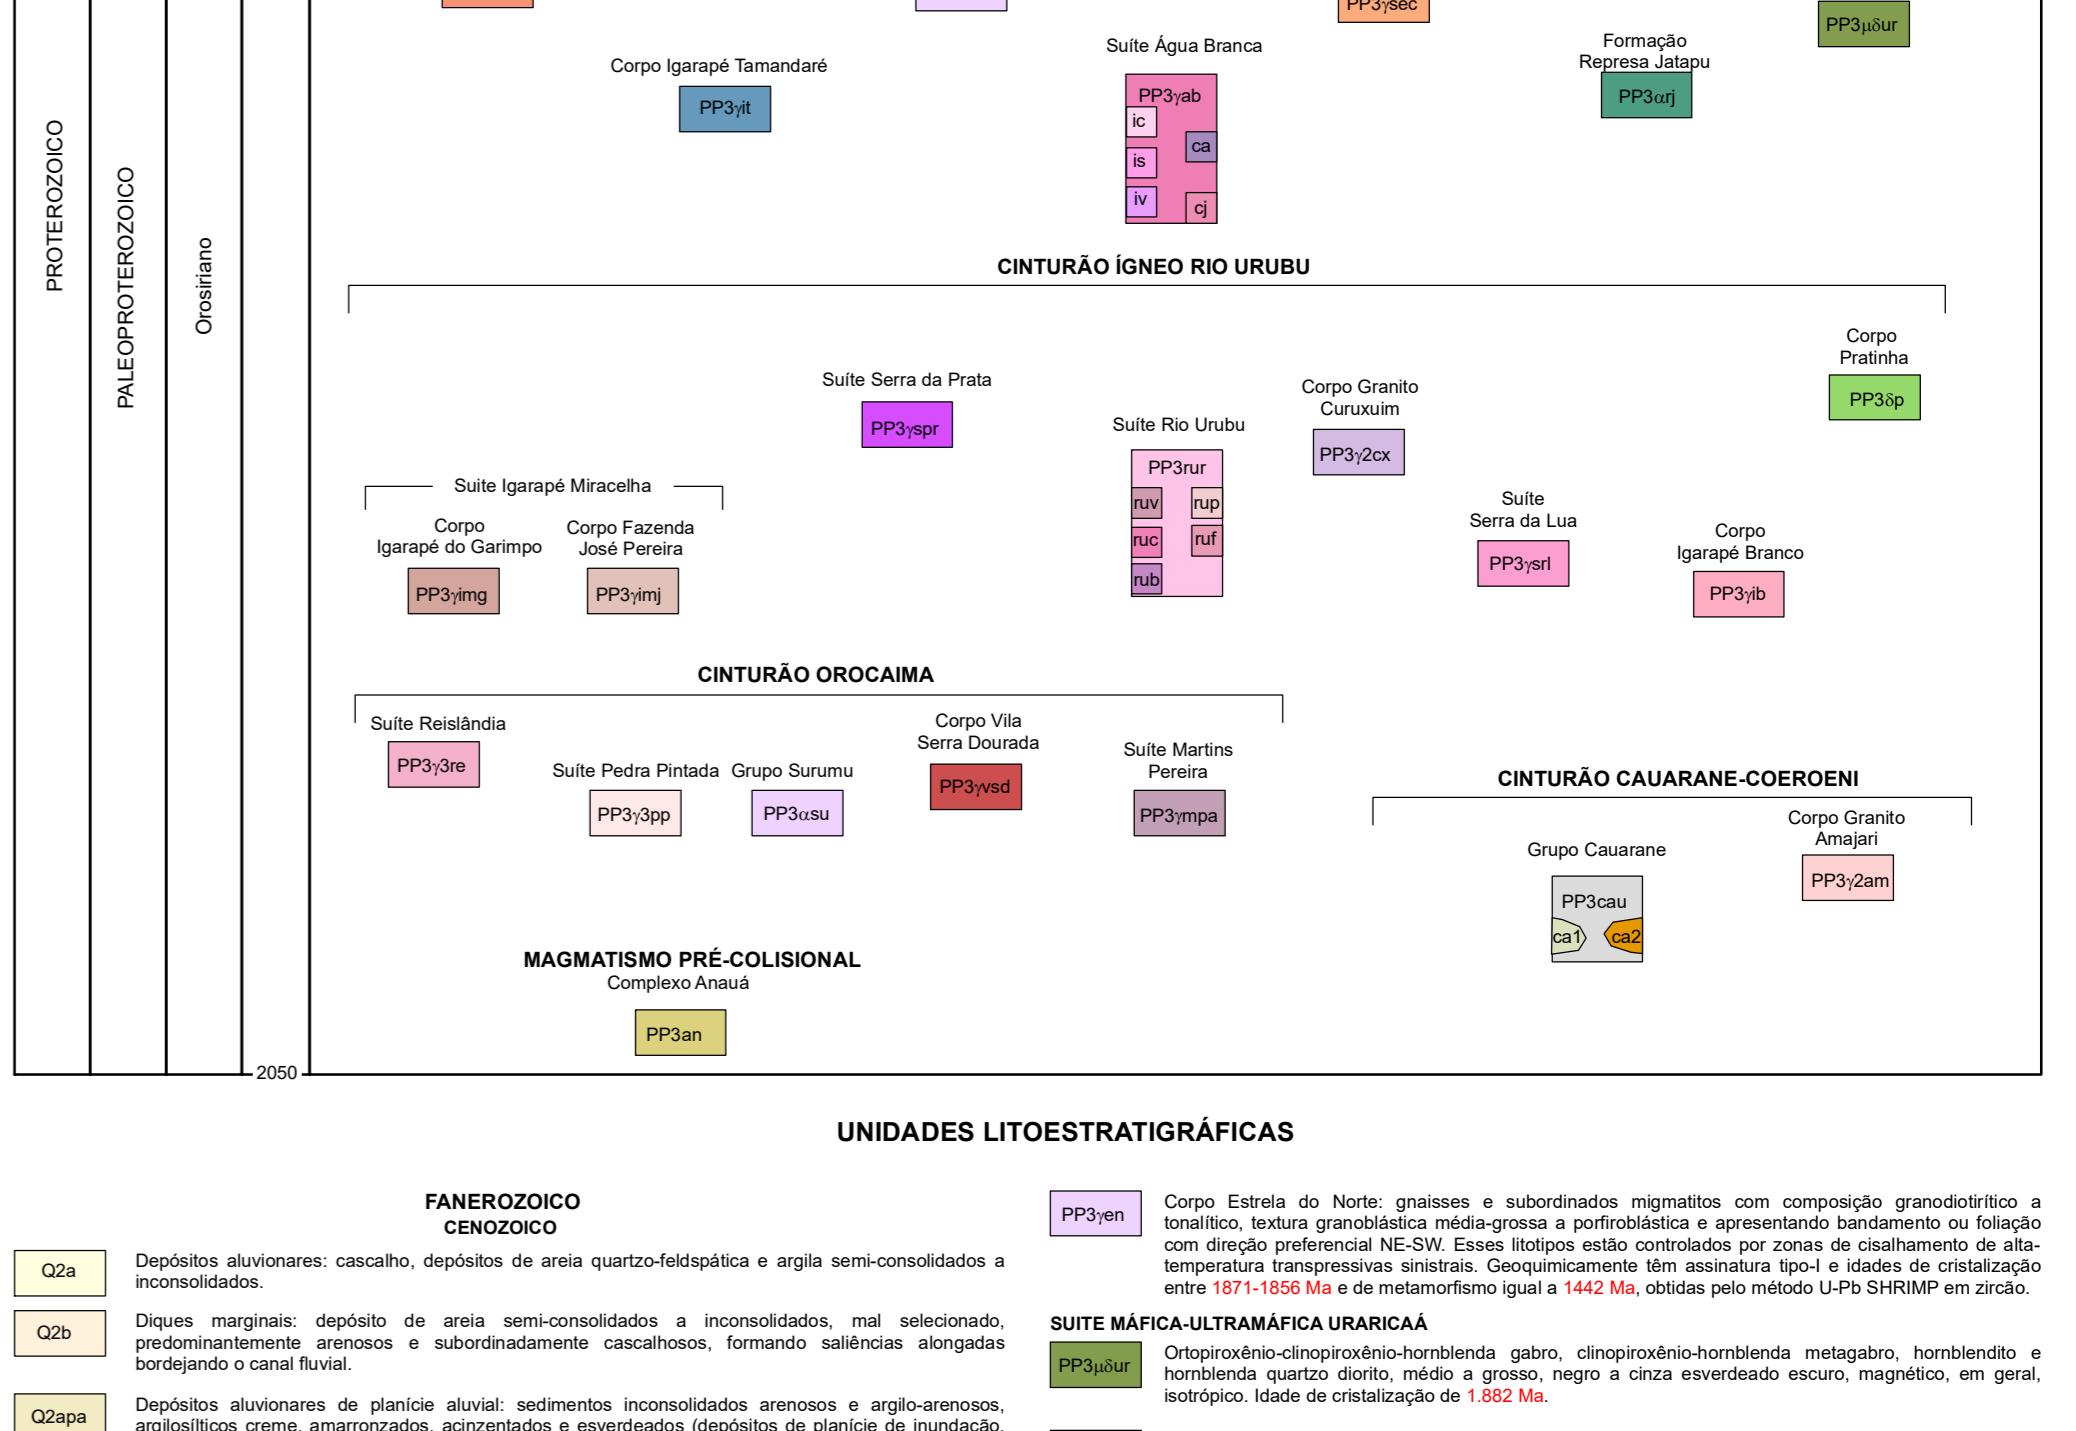 PP3γsec
PP3μδur
Suíte Água Branca
Formação
Represa Jatapu
Corpo Igarapé Tamandaré
PP3γit
PP3γab
ic
is
iv
ca
cj
PP3αrj
PROTEROZOICO
PALEOPROTEROZOICO
Orosiriano
CINTURÃO ÍGNEO RIO URUBU
Corpo
Pratinha
PP3δp
Suíte Serra da Prata
PP3γspr
Corpo Granito
Curuxuim
PP3γ2cx
Suíte Rio Urubu
PP3rur
ruv
rup
ruc
ruf
rub
Suite Igarapé Miracelha
Corpo
Igarapé do Garimpo
PP3γimg
Corpo Fazenda
José Pereira
PP3γimj
Suíte
Serra da Lua
PP3γsrl
Corpo
Igarapé Branco
PP3γib
CINTURÃO OROCAIMA
Suíte Reislândia
PP3γ3re
Suíte Pedra Pintada
PP3γ3pp
Grupo Surumu
PP3αsu
Corpo Vila
Serra Dourada
PP3γvsd
Suíte Martins
Pereira
PP3γmpa
CINTURÃO CAUARANE-COEROENI
Grupo Cauarane
PP3cau
ca1
ca2
Corpo Granito
Amajari
PP3γ2am
MAGMATISMO PRÉ-COLISIONAL
Complexo Anauá
PP3an
2050
UNIDADES LITOESTRATIGRÁFICAS
FANEROZOICO
CENOZOICO
Q2a
Depósitos aluvionares: cascalho, depósitos de areia quartzo-feldspática e argila semi-consolidados a
inconsolidados.
Q2b
Diques marginais: depósito de areia semi-consolidados a inconsolidados, mal selecionado,
predominantemente arenosos e subordinadamente cascalhosos, formando saliências alongadas
bordejando o canal fluvial.
Q2apa
Depósitos aluvionares de planície aluvial: sedimentos inconsolidados arenosos e argilo-arenosos,
argilosílticos creme, amarronzados, acinzentados e esverdeados (depósitos de planície de inundação,
PP3γen
Corpo Estrela do Norte: gnaisses e subordinados migmatitos com composição granodiotirítico a
tonalítico, textura granoblástica média-grossa a porfiroblástica e apresentando bandamento ou foliação
com direção preferencial NE-SW. Esses litotipos estão controlados por zonas de cisalhamento de alta-
temperatura transpressivas sinistrais. Geoquimicamente têm assinatura tipo-I e idades de cristalização
entre 1871-1856 Ma e de metamorfismo igual a 1442 Ma, obtidas pelo método U-Pb SHRIMP em zircão.
SUITE MÁFICA-ULTRAMÁFICA URARICAÁ
PP3μδur
Ortopiroxênio-clinopiroxênio-hornblenda gabro, clinopiroxênio-hornblenda metagabro, hornblendito e
hornblenda quartzo diorito, médio a grosso, negro a cinza esverdeado escuro, magnético, em geral,
isotrópico. Idade de cristalização de 1.882 Ma.